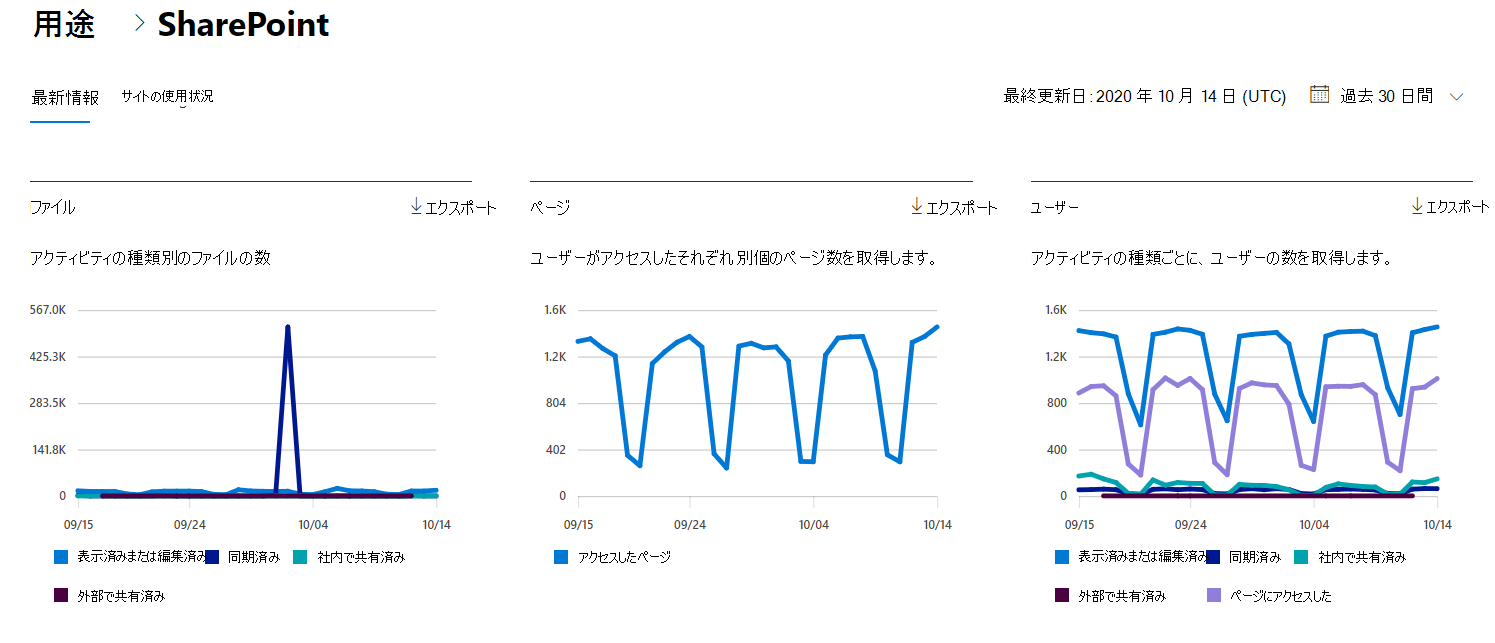 用途 > SharePoint
最新情報 サイトの使用状況
最終更新日:2020 年 10 月 14 日 (UTC) 過去 30 日間
ファイル
エクスポート
アクティビティの種類別のファイルの数
567.0K
425.3K
283.5K
141.8K
0
09/15 09/24 10/04 10/14
表示済みまたは編集済み 同期済み 社内で共有済み
外部で共有済み
ページ
エクスポート
ユーザーがアクセスしたそれぞれ別個のページ数を取得します。
1.6K
1.2K
804
402
0
09/15 09/24 10/04 10/14
アクセスしたページ
ユーザー
エクスポート
アクティビティの種類ごとに、ユーザーの数を取得します。
1.6K
1.2K
800
400
0
09/15 09/24 10/04 10/14
表示済みまたは編集済み 同期済み 社内で共有済み
外部で共有済み ページにアクセスした